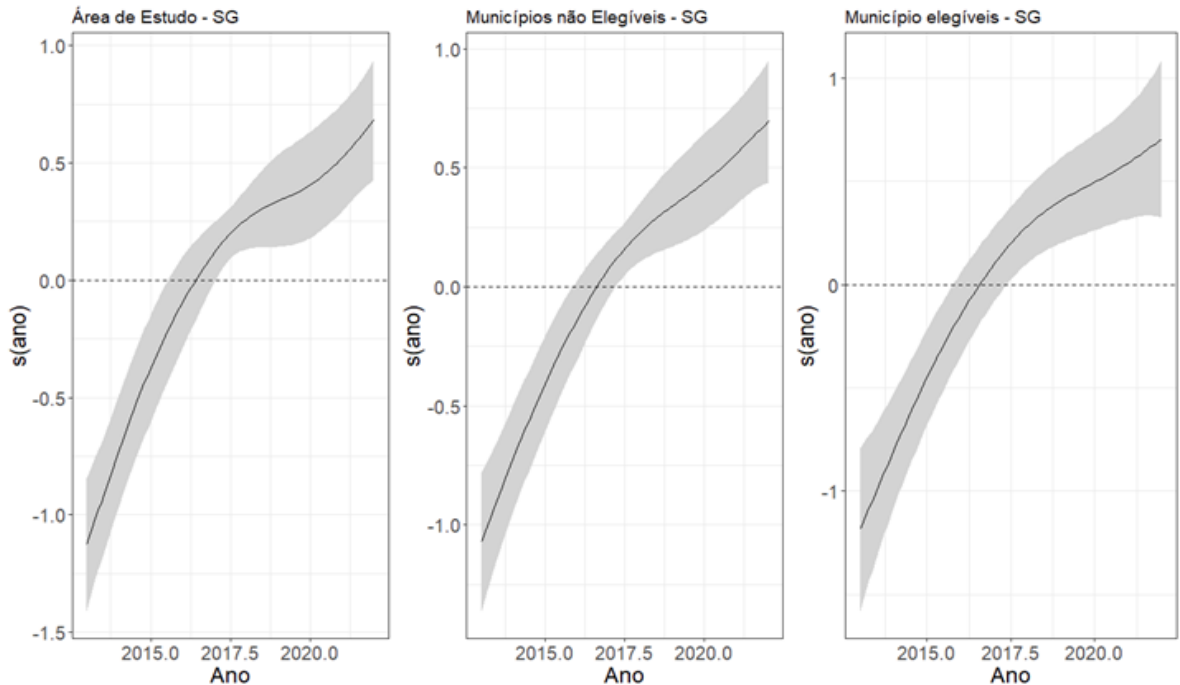 Área de Estudo - SG
1.0
0.5
0.0
-0.5
-1.0
-1.5
s(ano)
2015.0 2017.5 2020.0
Ano
Municípios não Elegíveis - SG
1.0
0.5
0.0
-0.5
-1.0
s(ano)
2015.0 2017.5 2020.0
Ano
Município elegíveis - SG
1
0
-1
s(ano)
2015.0 2017.5 2020.0
Ano